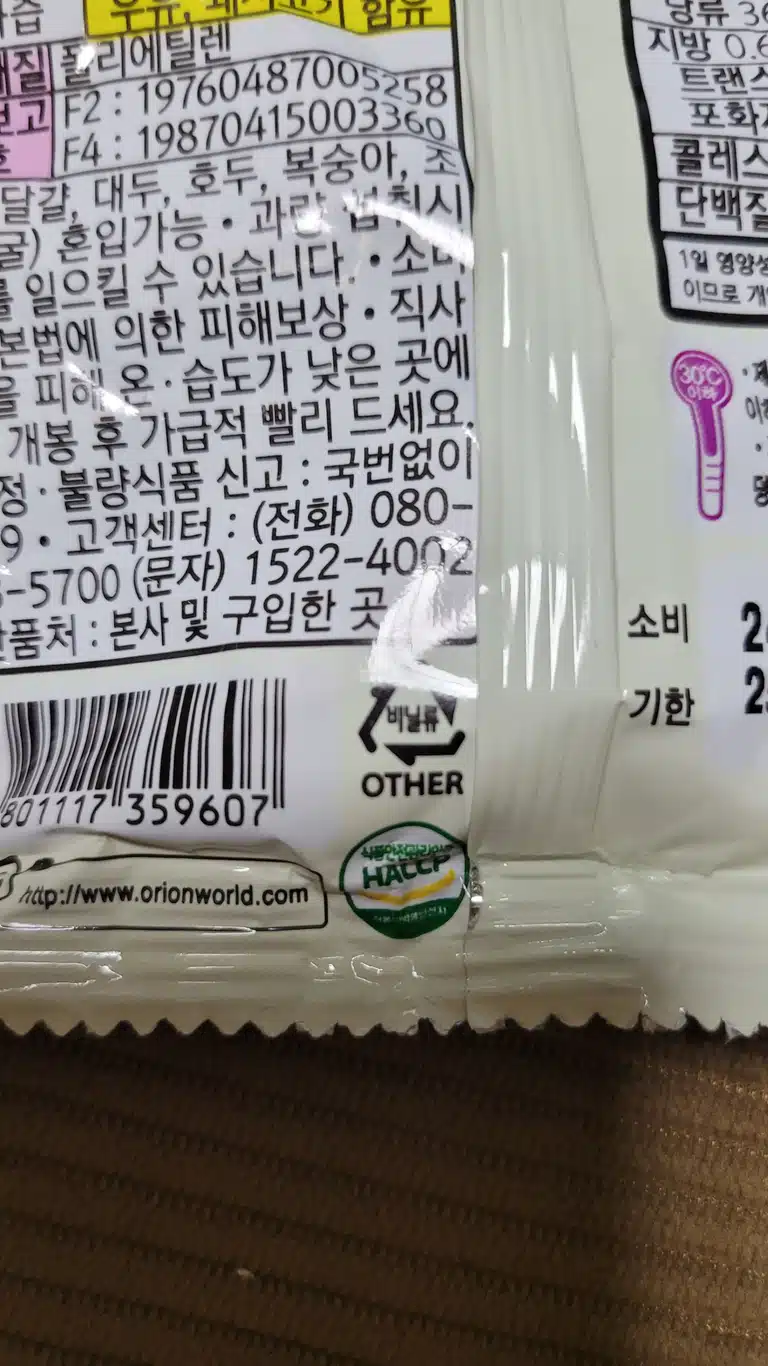 우유, 돼지고기 함유
폴리에틸렌
F2 : 19760487005258
F4 : 19870415003360
달걀, 대두, 호두, 복숭아, 조
굴) 혼입가능 • 과량 섭취시
를 일으킬 수 있습니다. • 소비
본법에 의한 피해보상 • 직사
을 피해 온·습도가 낮은 곳에
개봉 후 가급적 빨리 드세요.
정·불량식품 신고 : 국번없이
9 • 고객센터 : (전화) 080-
-5700 (문자) 1522-4002
품처 : 본사 및 구입한 곳
801117 359607
비닐류
OTHER
http://www.orionworld.com
HACCP
당류 36
지방 0.6
트랜스
포화지
콜레스
단백질
1일 영양성
이므로 개
30℃
이하
소비
기한